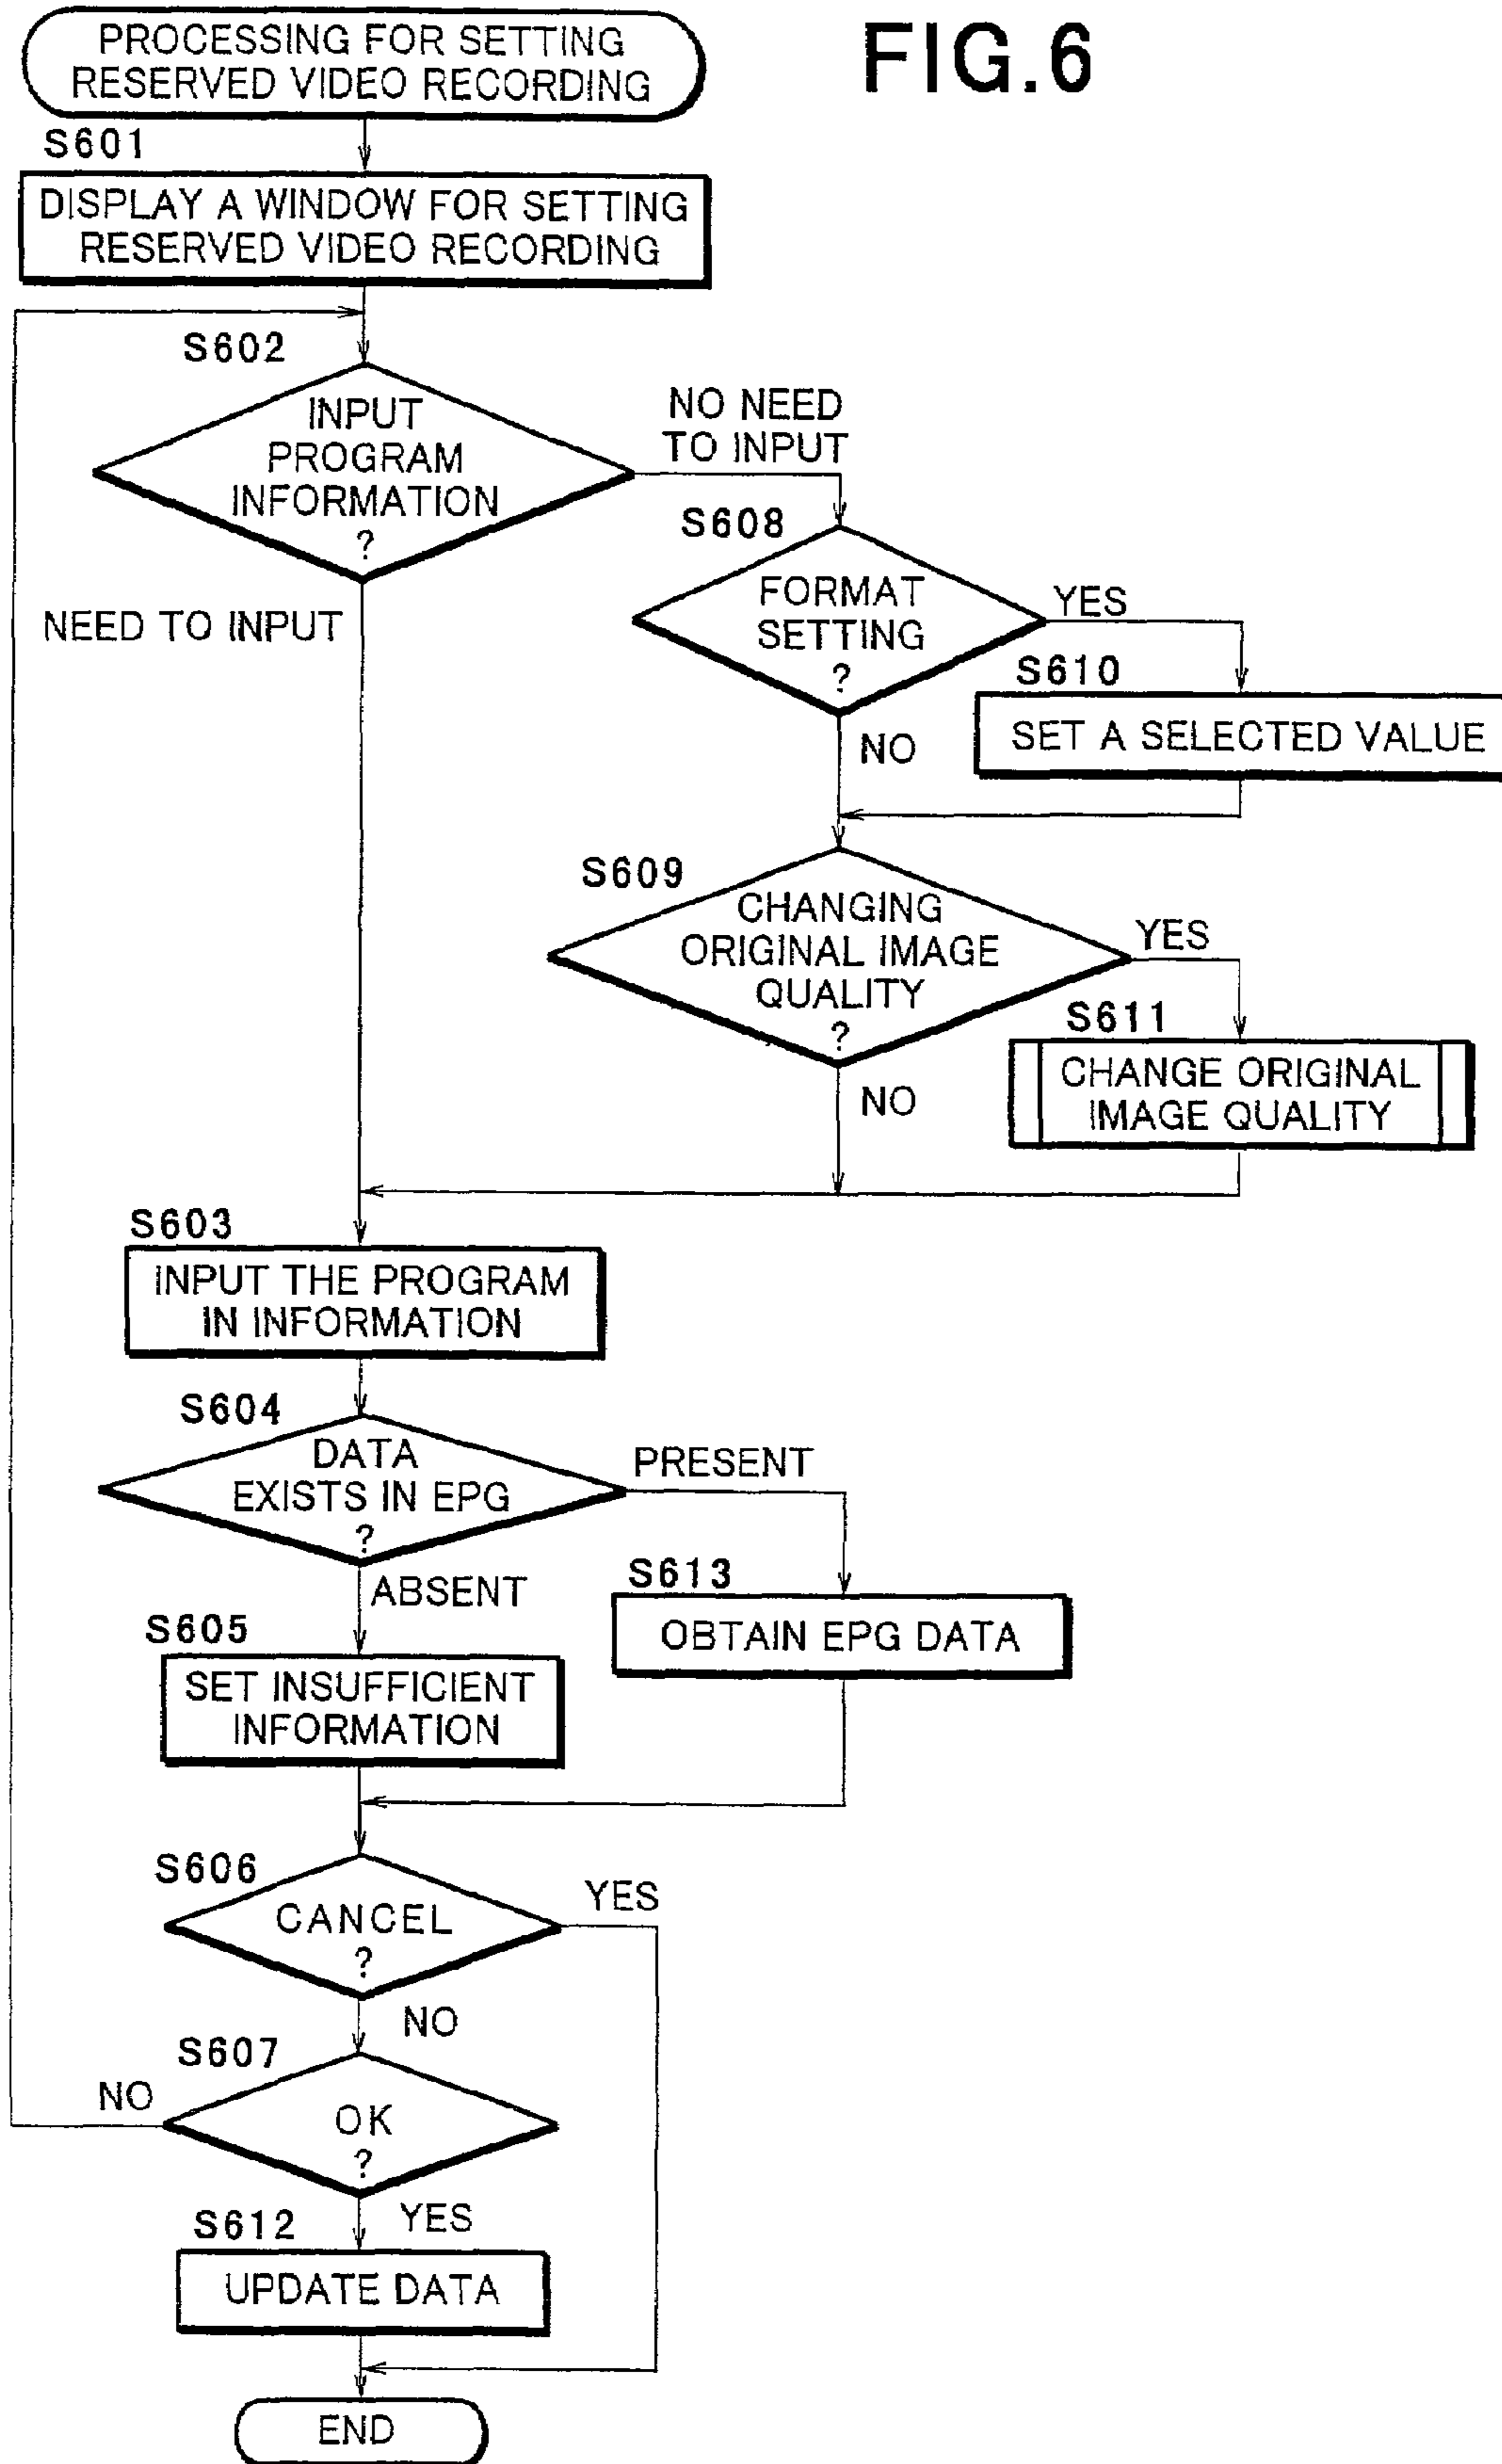 FIG.6
PROCESSING FOR SETTING
RESERVED VIDEO RECORDING
S601
DISPLAY A WINDOW FOR SETTING
RESERVED VIDEO RECORDING
S602
INPUT
PROGRAM
INFORMATION
?
NO NEED
TO INPUT
NEED TO INPUT
S608
FORMAT
SETTING
?
YES
NO
S610
SET A SELECTED VALUE
S609
CHANGING
ORIGINAL IMAGE
QUALITY
?
YES
NO
S611
CHANGE ORIGINAL
IMAGE QUALITY
S603
INPUT THE PROGRAM
IN INFORMATION
S604
DATA
EXISTS IN EPG
?
PRESENT
ABSENT
S613
OBTAIN EPG DATA
S605
SET INSUFFICIENT
INFORMATION
S606
CANCEL
?
YES
NO
S607
OK
?
NO
YES
S612
UPDATE DATA
END